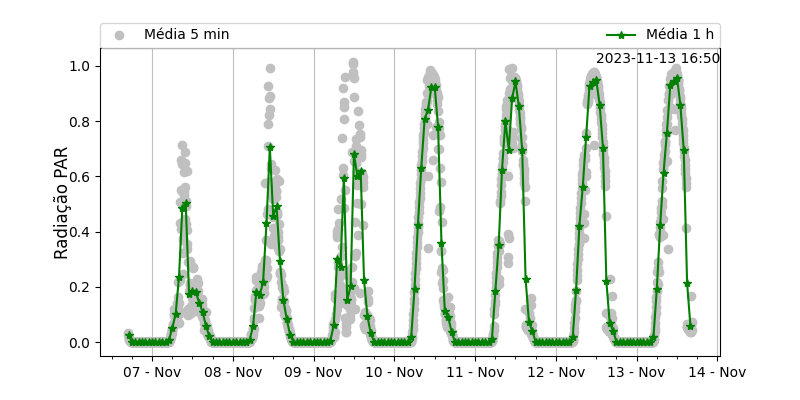 Média 5 min
Média 1 h
2023-11-13 16:50
Radiação PAR
1.0
0.8
0.6
0.4
0.2
0.0
07 - Nov
08 - Nov
09 - Nov
10 - Nov
11 - Nov
12 - Nov
13 - Nov
14 - Nov